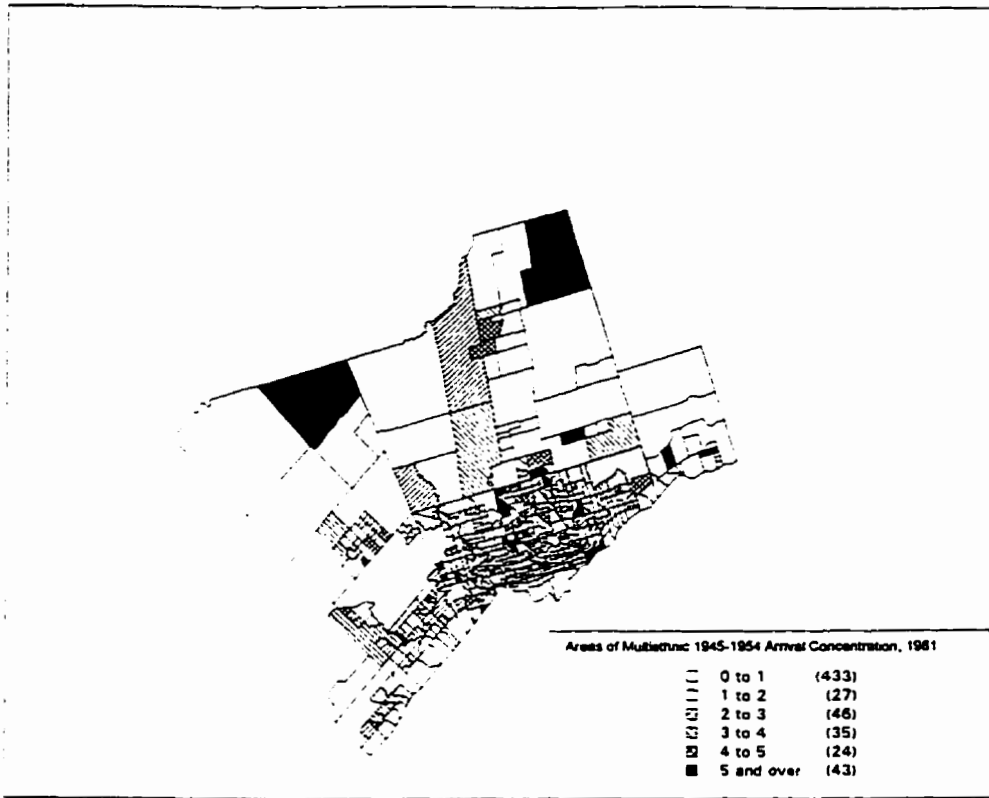 Areas of Multiethnic 1945-1954 Arrival Concentration, 1961
0 to 1 (433)
1 to 2 (27)
2 to 3 (46)
3 to 4 (35)
4 to 5 (24)
5 and over (43)